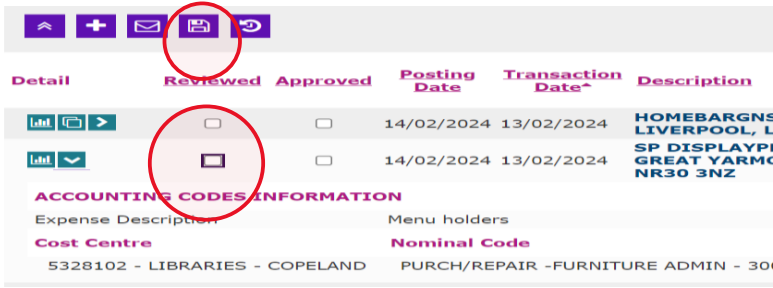 Detail Reviewed Approved Posting Date Transaction Date Description
14/02/2024 13/02/2024 HOMEBARGNS
LIVERPOOL, L
14/02/2024 13/02/2024 SP DISPLAYP
GREAT YARMO
NR30 3NZ
ACCOUNTING CODES INFORMATION
Expense Description Menu holders
Cost Centre Nominal Code
5328102 - LIBRARIES - COPELAND PURCH/REPAIR -FURNITURE ADMIN - 300